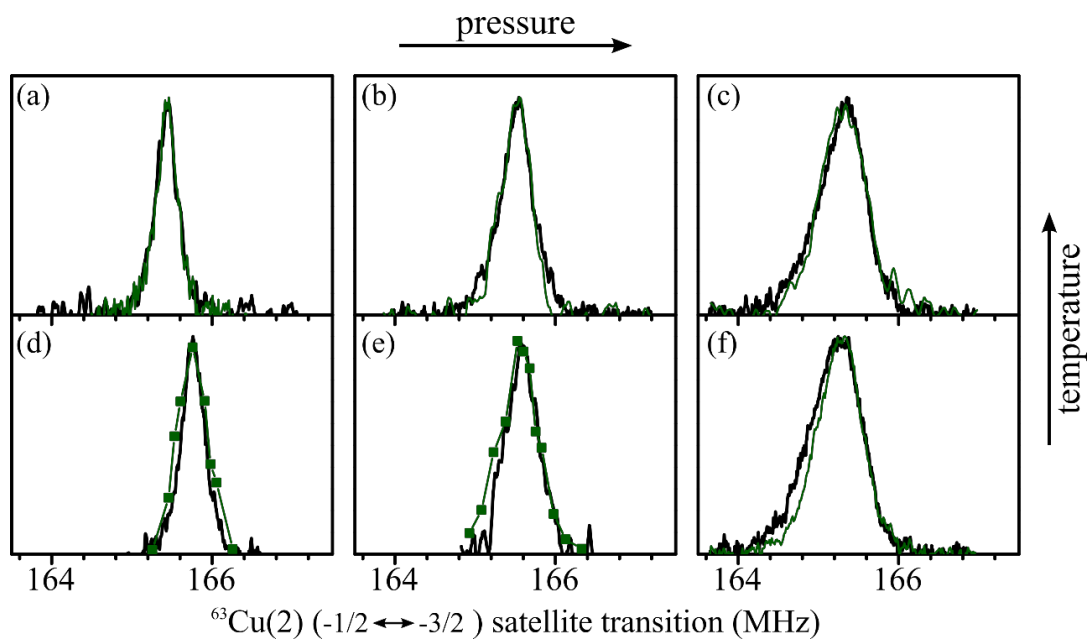 pressure
(a)
(b)
(c)
temperature
(d)
(e)
(f)
164
166
164
166
164
166
⁶³Cu(2) (-1/2 ↔ -3/2 ) satellite transition (MHz)